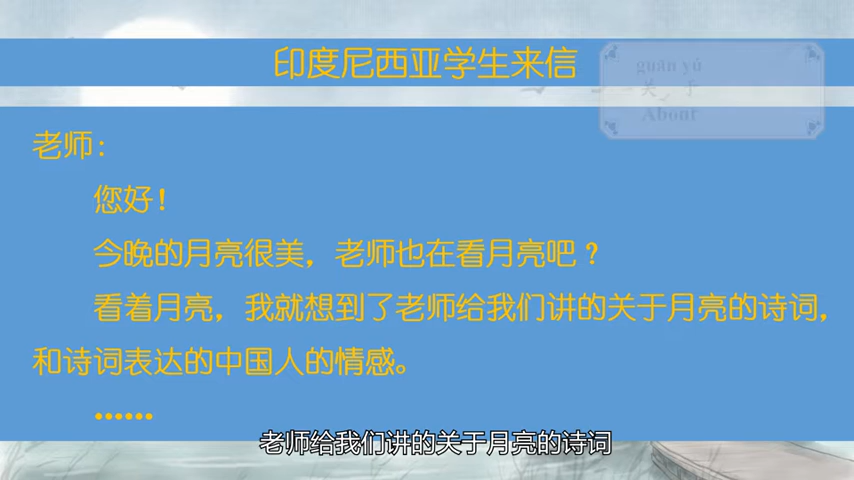 印度尼西亚学生来信
guān yú
关于
About
老师：
您好！
今晚的月亮很美，老师也在看月亮吧？
看着月亮，我就想到了老师给我们讲的关于月亮的诗词，
和诗词表达的中国人的情感。
••••••
老师给我们讲的关于月亮的诗词